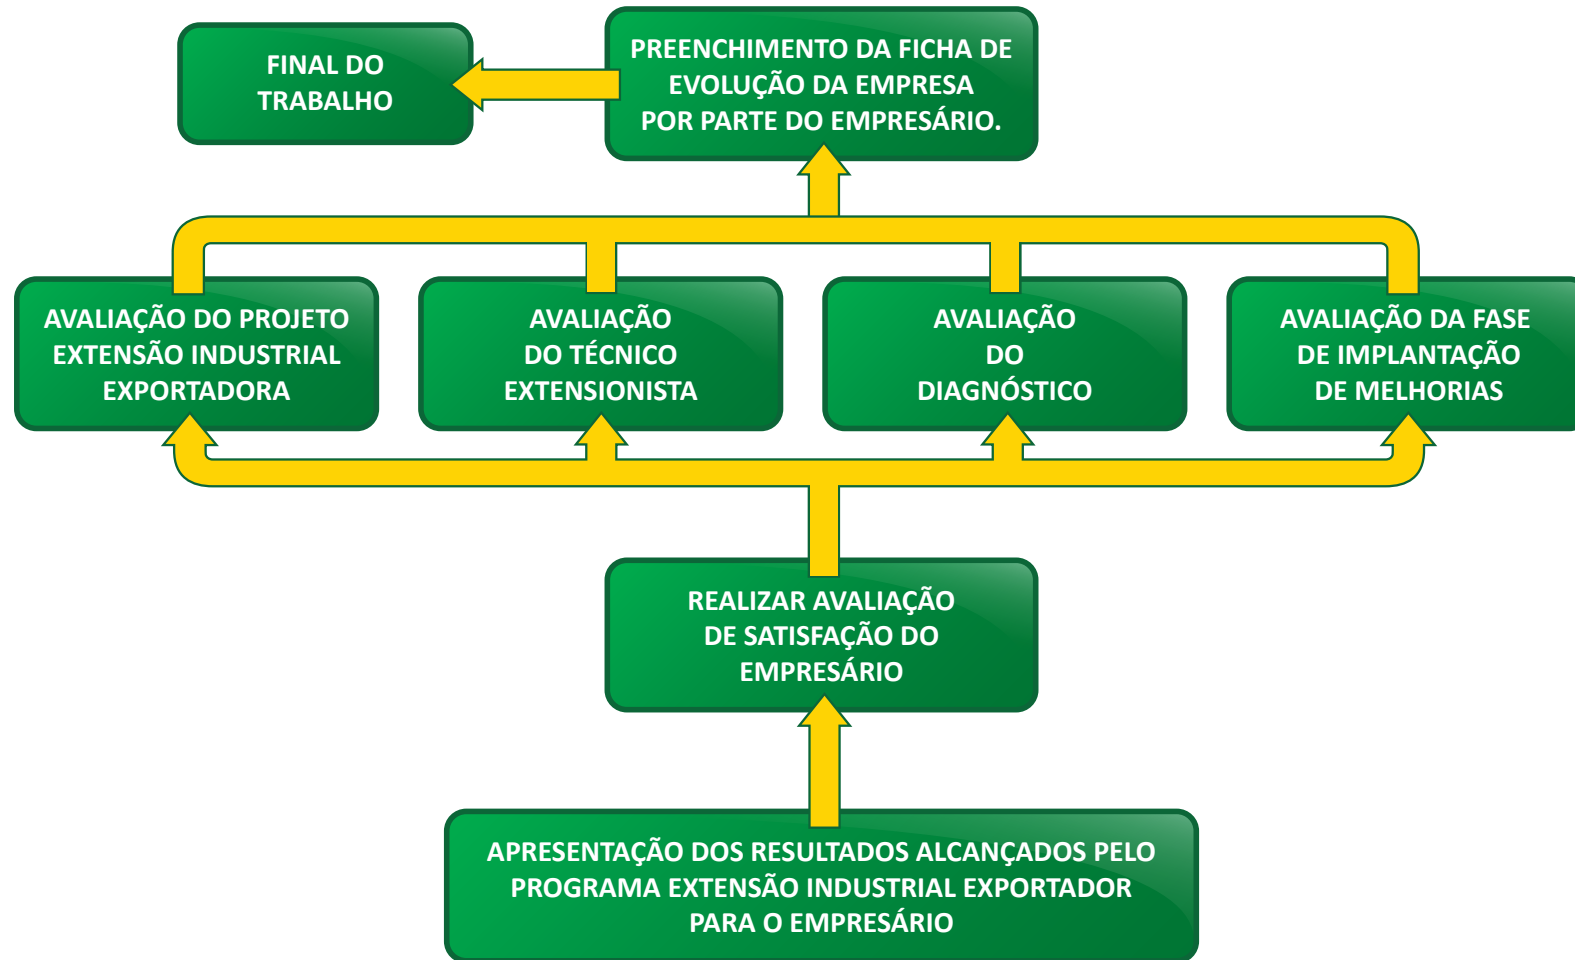 FINAL DO
TRABALHO
PREENCHIMENTO DA FICHA DE
EVOLUÇÃO DA EMPRESA
POR PARTE DO EMPRESÁRIO.
AVALIAÇÃO DO PROJETO
EXTENSÃO INDUSTRIAL
EXPORTADORA
AVALIAÇÃO
DO TÉCNICO
EXTENSIONISTA
AVALIAÇÃO
DO
DIAGNÓSTICO
AVALIAÇÃO DA FASE
DE IMPLANTAÇÃO
DE MELHORIAS
REALIZAR AVALIAÇÃO
DE SATISFAÇÃO DO
EMPRESÁRIO
APRESENTAÇÃO DOS RESULTADOS ALCANÇADOS PELO
PROGRAMA EXTENSÃO INDUSTRIAL EXPORTADOR
PARA O EMPRESÁRIO